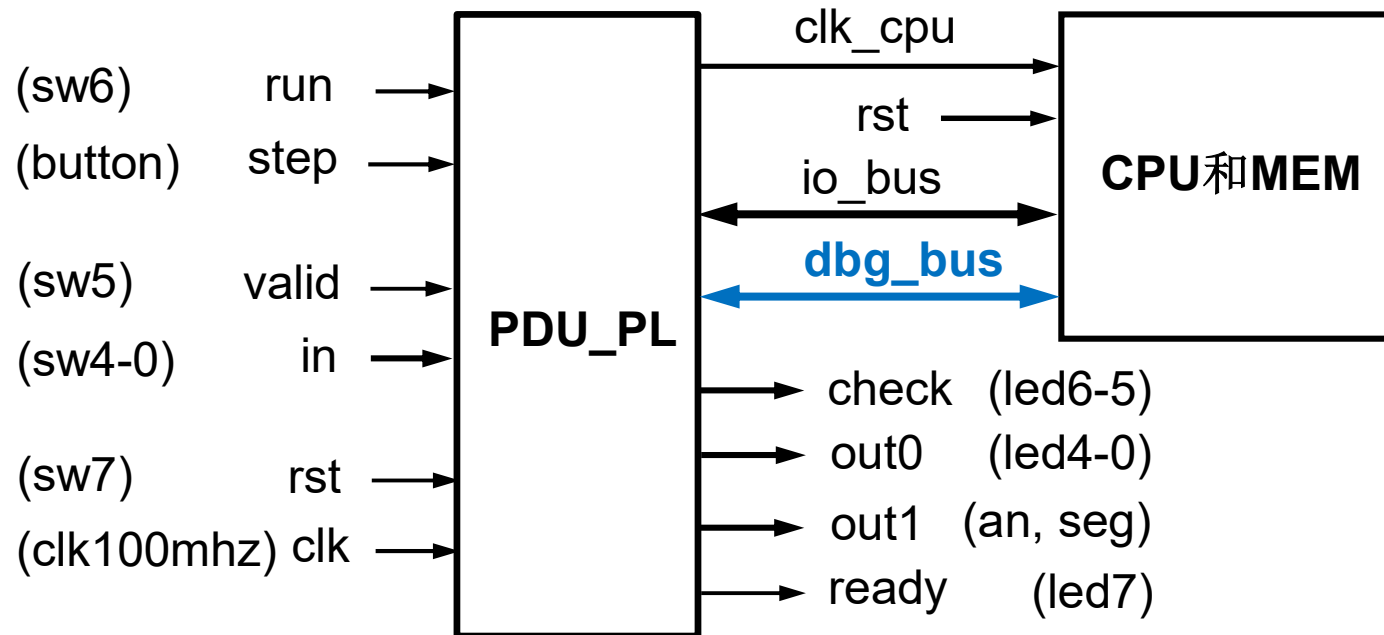 clk_cpu
(sw6) run
rst
(button) step
io_bus
CPU和MEM
dbg_bus
(sw5) valid
PDU_PL
(sw4-0) in
check (led6-5)
out0 (led4-0)
(sw7) rst
out1 (an, seg)
(clk100mhz) clk
ready (led7)